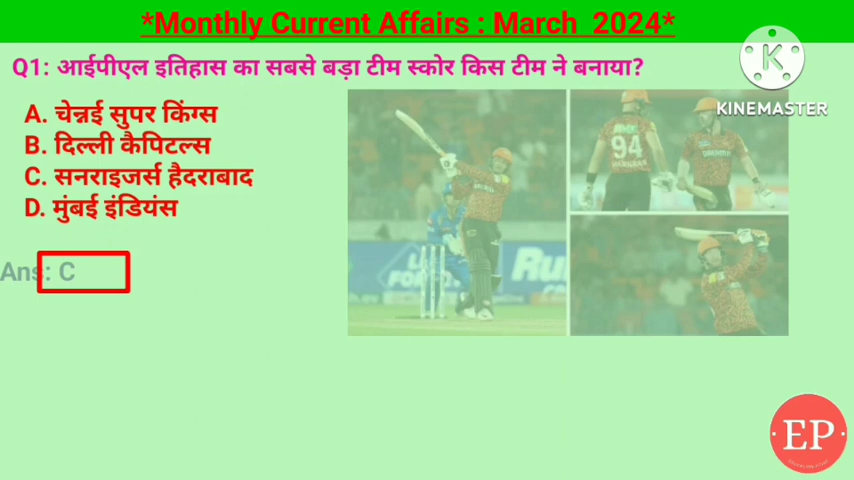 *Monthly Current Affairs : March 2024*
Q1: आईपीएल इतिहास का सबसे बड़ा टीम स्कोर किस टीम ने बनाया?
KINEMASTER
A. चेन्नई सुपर किंग्स
B. दिल्ली कैपिटल्स
C. सनराइजर्स हैदराबाद
D. मुंबई इंडियंस
94
Ans: C
·EP·